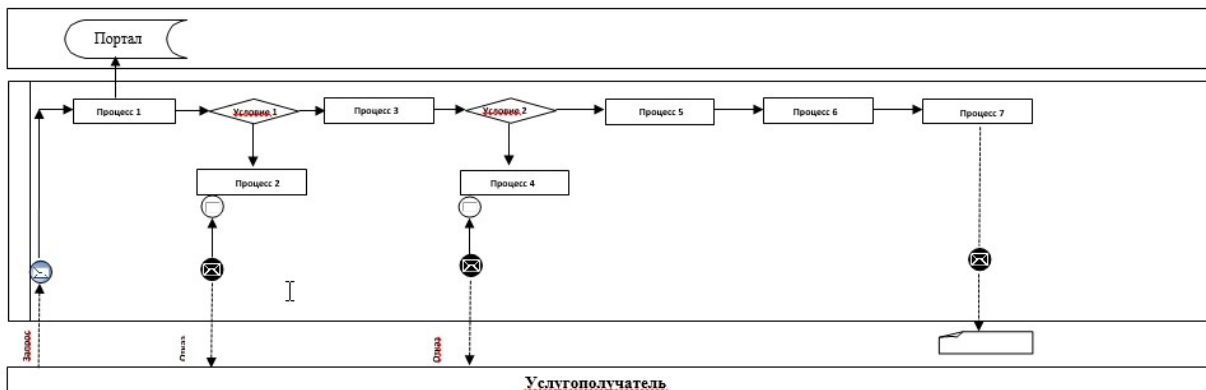 Портал
Процесс 1
Условие 1
Процесс 3
Условие 2
Процесс 5
Процесс 6
Процесс 7
Процесс 2
Процесс 4
Запрос
Отказ
Отказ
Услугополучатель